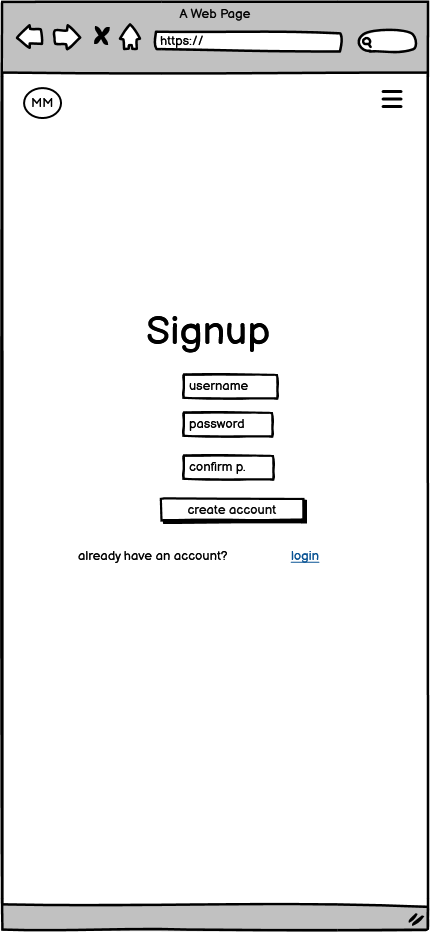 A Web Page
https://
MM
Signup
username
password
confirm p.
create account
already have an account? login